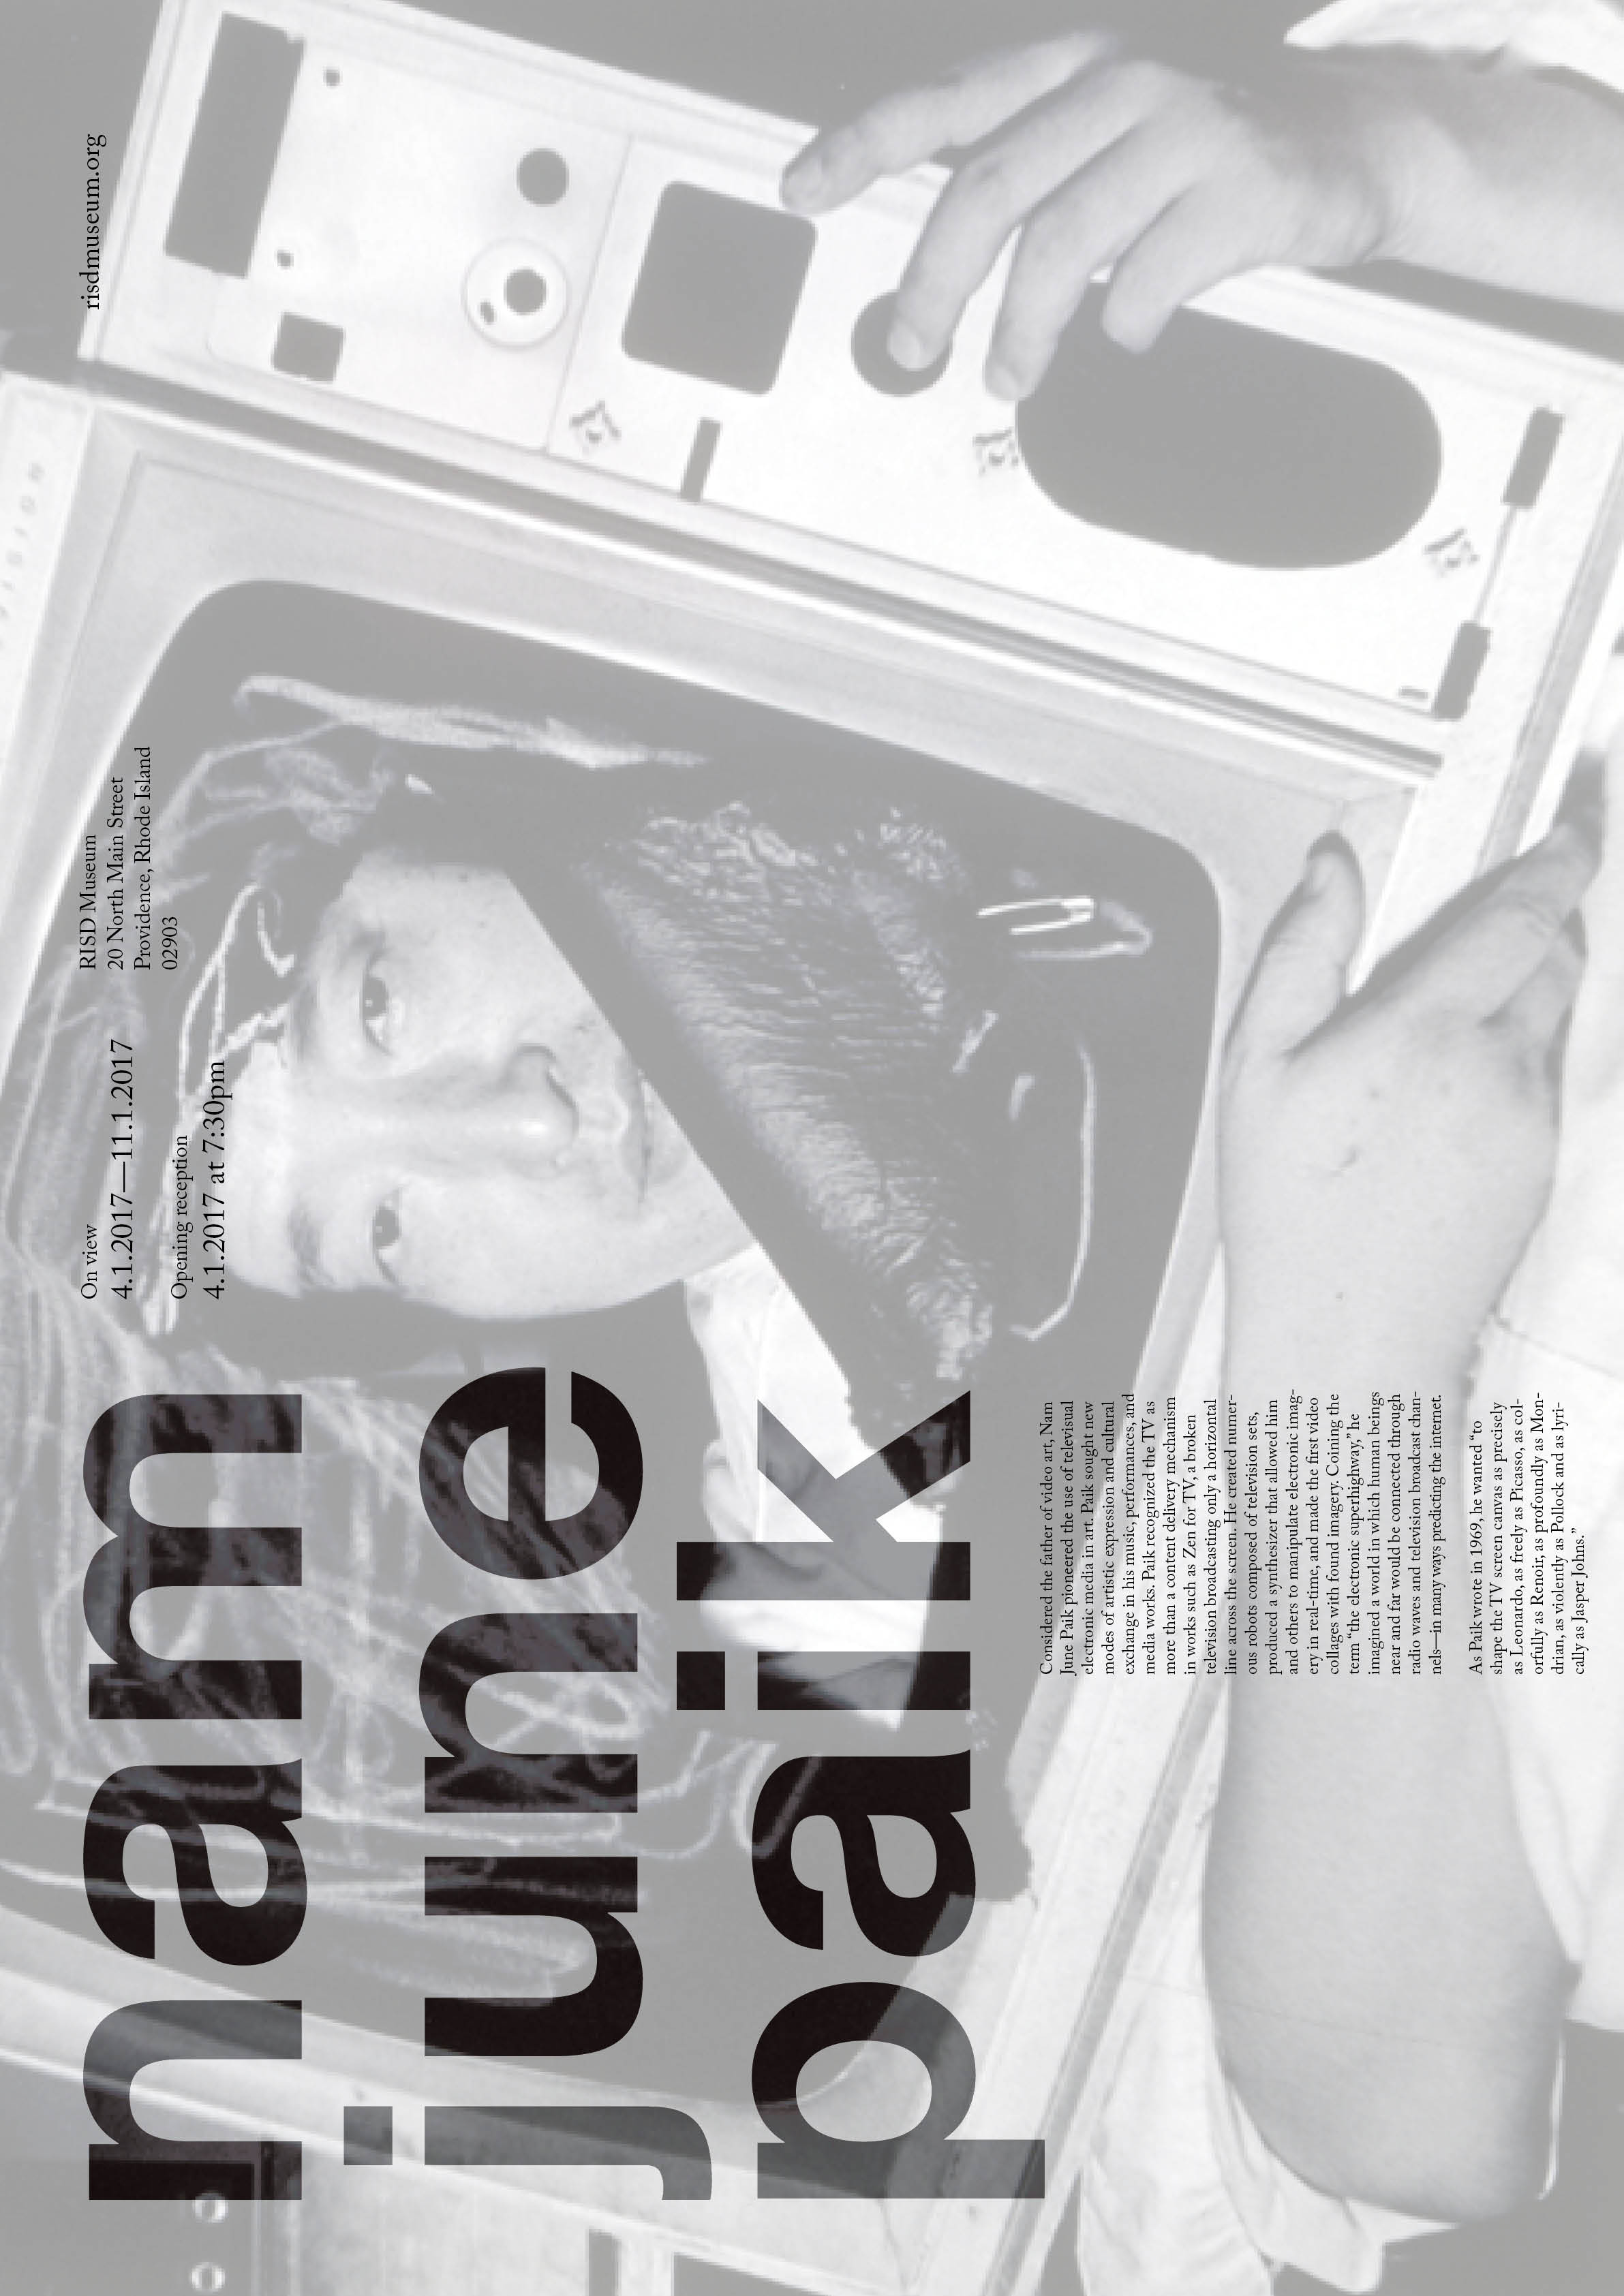 nam
june
paik
On view
4.1.2017—11.1.2017
Opening reception
4.1.2017 at 7:30pm
RISD Museum
20 North Main Street
Providence, Rhode Island
02903
risdmuseum.org
Considered the father of video art, Nam
June Paik pioneered the use of televisual
electronic media in art. Paik sought new
modes of artistic expression and cultural
exchange in his music, performances, and
media works. Paik recognized the TV as
more than a content delivery mechanism
in works such as Zen for TV, a broken
television broadcasting only a horizontal
line across the screen. He created numer-
ous robots composed of television sets,
produced a synthesizer that allowed him
and others to manipulate electronic imag-
ery in real-time, and made the first video
collages with found imagery. Coining the
term “the electronic superhighway,” he
imagined a world in which human beings
near and far would be connected through
radio waves and television broadcast chan-
nels—in many ways predicting the internet.
As Paik wrote in 1969, he wanted “to
shape the TV screen canvas as precisely
as Leonardo, as freely as Picasso, as col-
orfully as Renoir, as profoundly as Mon-
drian, as violently as Pollock and as lyri-
cally as Jasper Johns.”